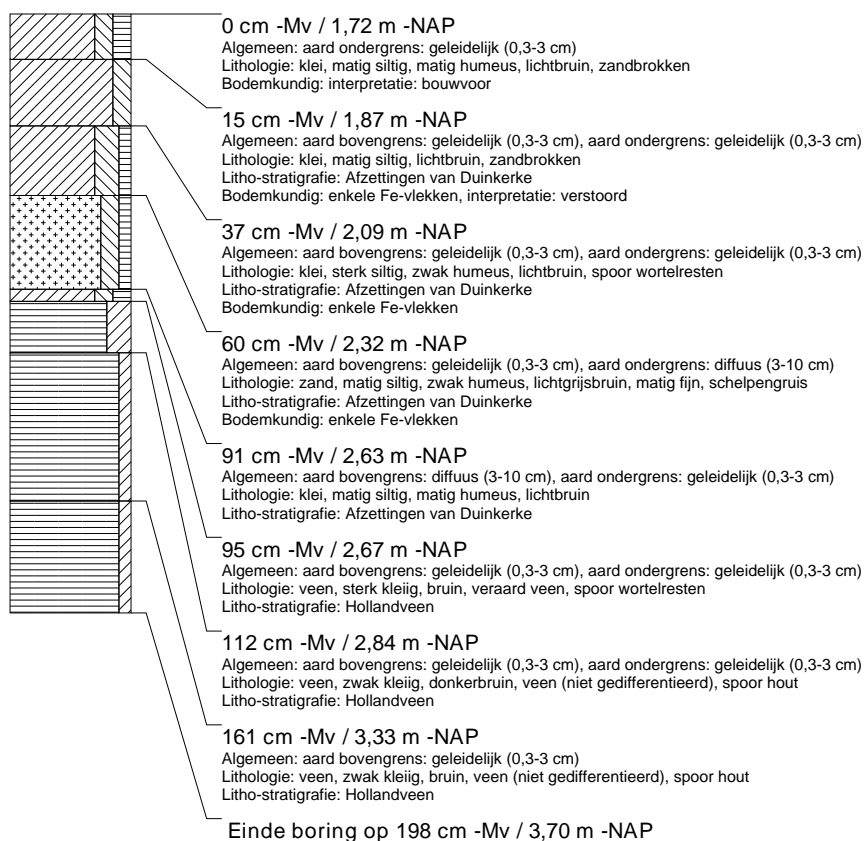 0 cm -Mv / 1,72 m -NAP
Algemeen: aard ondergrens: geleidelijk (0,3-3 cm)
Lithologie: klei, matig siltig, matig humeus, lichtbruin, zandbrokken
Bodemkundig: interpretatie: bouwvoor
15 cm -Mv / 1,87 m -NAP
Algemeen: aard bovengrens: geleidelijk (0,3-3 cm), aard ondergrens: geleidelijk (0,3-3 cm)
Lithologie: klei, matig siltig, lichtbruin, zandbrokken
Litho-stratigrafie: Afzettingen van Duinkerke
Bodemkundig: enkele Fe-vlekken, interpretatie: verstoord
37 cm -Mv / 2,09 m -NAP
Algemeen: aard bovengrens: geleidelijk (0,3-3 cm), aard ondergrens: geleidelijk (0,3-3 cm)
Lithologie: klei, sterk siltig, zwak humeus, lichtbruin, spoor wortelresten
Litho-stratigrafie: Afzettingen van Duinkerke
Bodemkundig: enkele Fe-vlekken
60 cm -Mv / 2,32 m -NAP
Algemeen: aard bovengrens: geleidelijk (0,3-3 cm), aard ondergrens: diffuus (3-10 cm)
Lithologie: zand, matig siltig, zwak humeus, lichtgrijsbruin, matig fijn, schelpengruis
Litho-stratigrafie: Afzettingen van Duinkerke
Bodemkundig: enkele Fe-vlekken
91 cm -Mv / 2,63 m -NAP
Algemeen: aard bovengrens: diffuus (3-10 cm), aard ondergrens: geleidelijk (0,3-3 cm)
Lithologie: klei, matig siltig, matig humeus, lichtbruin
Litho-stratigrafie: Afzettingen van Duinkerke
95 cm -Mv / 2,67 m -NAP
Algemeen: aard bovengrens: geleidelijk (0,3-3 cm), aard ondergrens: geleidelijk (0,3-3 cm)
Lithologie: veen, sterk kleiig, bruin, veraard veen, spoor wortelresten
Litho-stratigrafie: Hollandveen
112 cm -Mv / 2,84 m -NAP
Algemeen: aard bovengrens: geleidelijk (0,3-3 cm), aard ondergrens: geleidelijk (0,3-3 cm)
Lithologie: veen, zwak kleiig, donkerbruin, veen (niet gedifferentieerd), spoor hout
Litho-stratigrafie: Hollandveen
161 cm -Mv / 3,33 m -NAP
Algemeen: aard bovengrens: geleidelijk (0,3-3 cm)
Lithologie: veen, zwak kleiig, bruin, veen (niet gedifferentieerd), spoor hout
Litho-stratigrafie: Hollandveen
Einde boring op 198 cm -Mv / 3,70 m -NAP